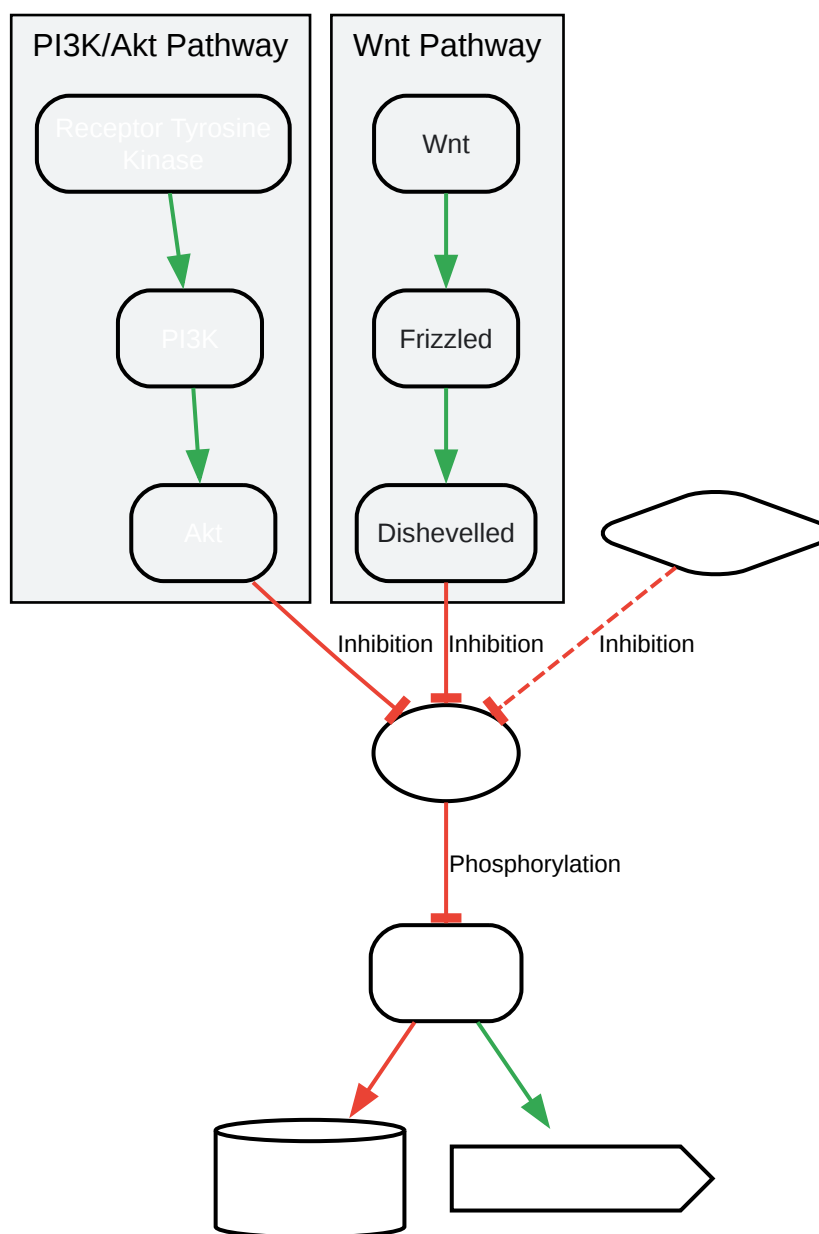 PI3K/Akt Pathway
Wnt Pathway
Receptor Tyrosine
Kinase
Wnt
PI3K
Frizzled
Akt
Dishevelled
Inhibition
Inhibition
Inhibition
Phosphorylation